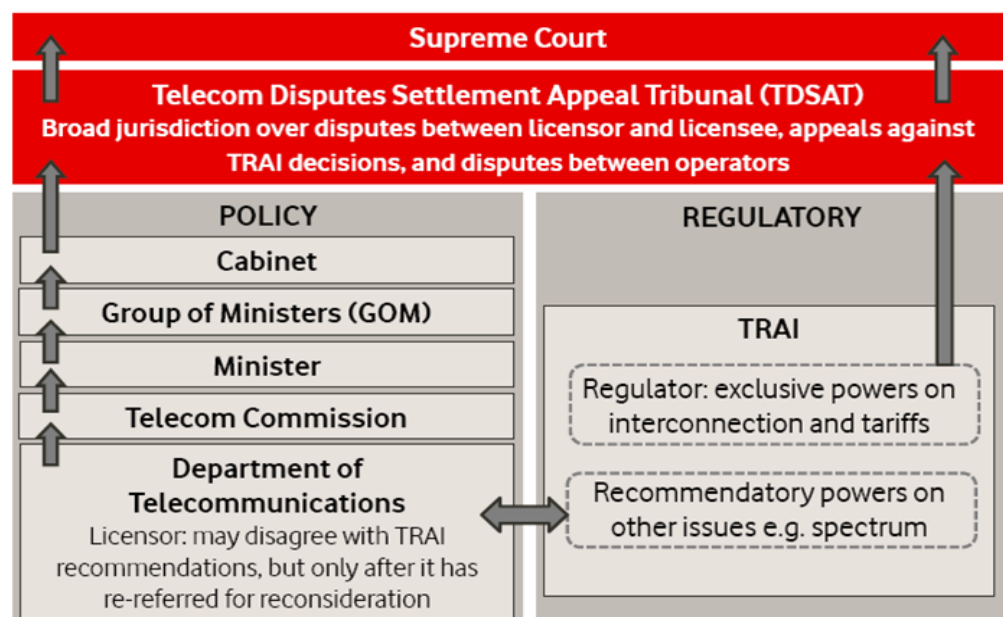 Supreme Court
Telecom Disputes Settlement Appeal Tribunal (TDSAT)
Broad jurisdiction over disputes between licensor and licensee, appeals against
TRAI decisions, and disputes between operators
POLICY
Cabinet
Group of Ministers (GOM)
Minister
Telecom Commission
Department of
Telecommunications
Licensor: may disagree with TRAI
recommendations, but only after it has
re-referred for reconsideration
REGULATORY
TRAI
Regulator: exclusive powers on
interconnection and tariffs
Recommendatory powers on
other issues e.g. spectrum